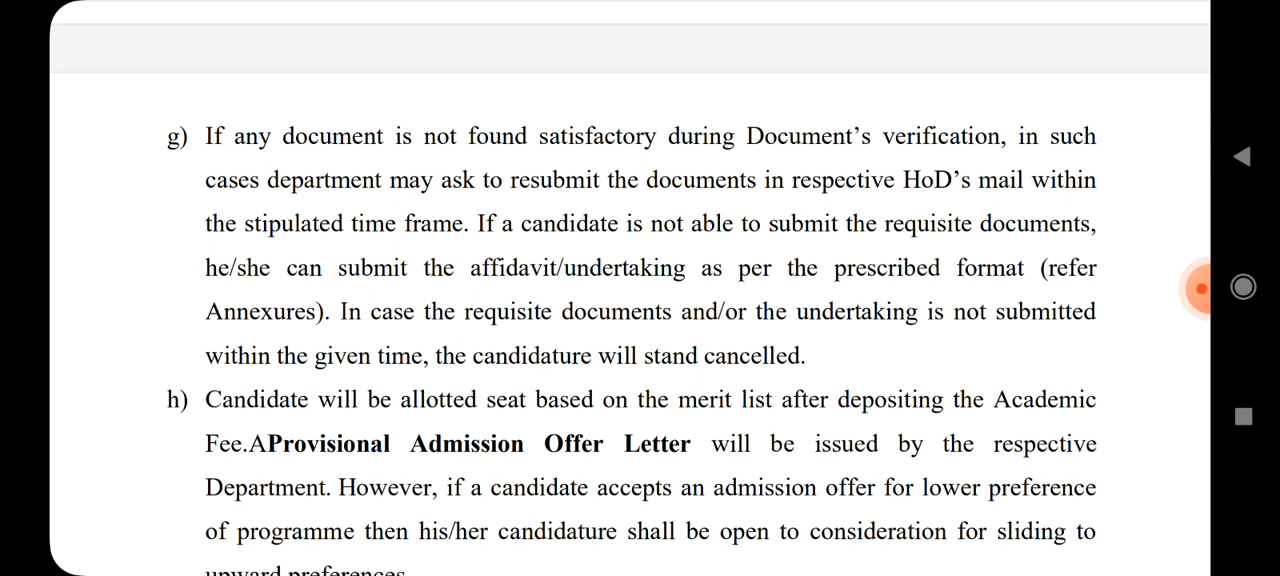 g) If any document is not found satisfactory during Document’s verification, in such
cases department may ask to resubmit the documents in respective HoD’s mail within
the stipulated time frame. If a candidate is not able to submit the requisite documents,
he/she can submit the affidavit/undertaking as per the prescribed format (refer
Annexures). In case the requisite documents and/or the undertaking is not submitted
within the given time, the candidature will stand cancelled.
h) Candidate will be allotted seat based on the merit list after depositing the Academic
Fee.AProvisional Admission Offer Letter will be issued by the respective
Department. However, if a candidate accepts an admission offer for lower preference
of programme then his/her candidature shall be open to consideration for sliding to
upward preferences.